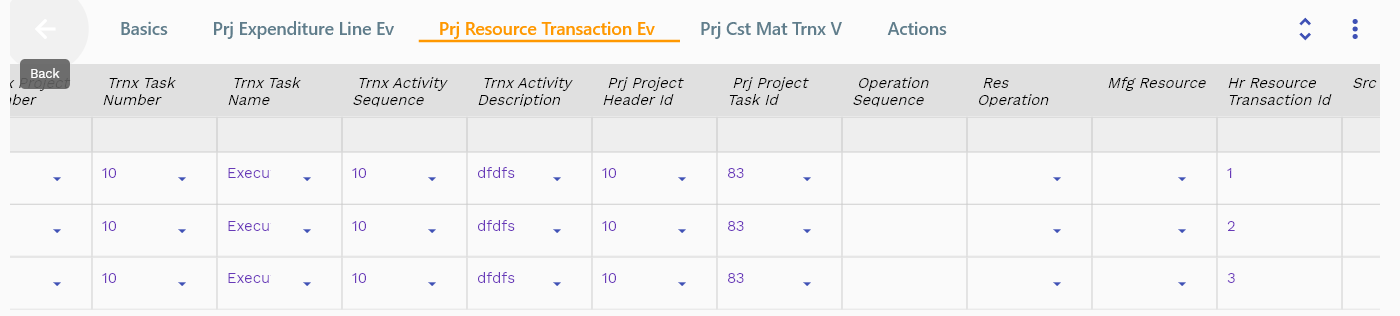 Basics Prj Expenditure Line Ev Prj Resource Transaction Ev Prj Cst Mat Trnx V Actions
Back
Trnx Task Trnx Task Trnx Activity Trnx Activity Prj Project Prj Project Operation Res Mfg Resource Hr Resource Src
Number Name Sequence Description Header Id Task Id Sequence Operation Transaction Id
10 Execu 10 dfdfs 10 83 1
10 Execu 10 dfdfs 10 83 2
10 Execu 10 dfdfs 10 83 3